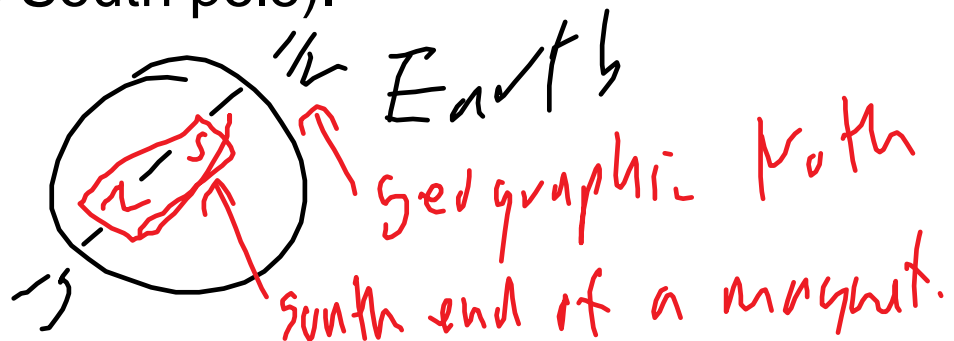 South pole).
N Earth
S
N geographic North
S south end of a magnet.